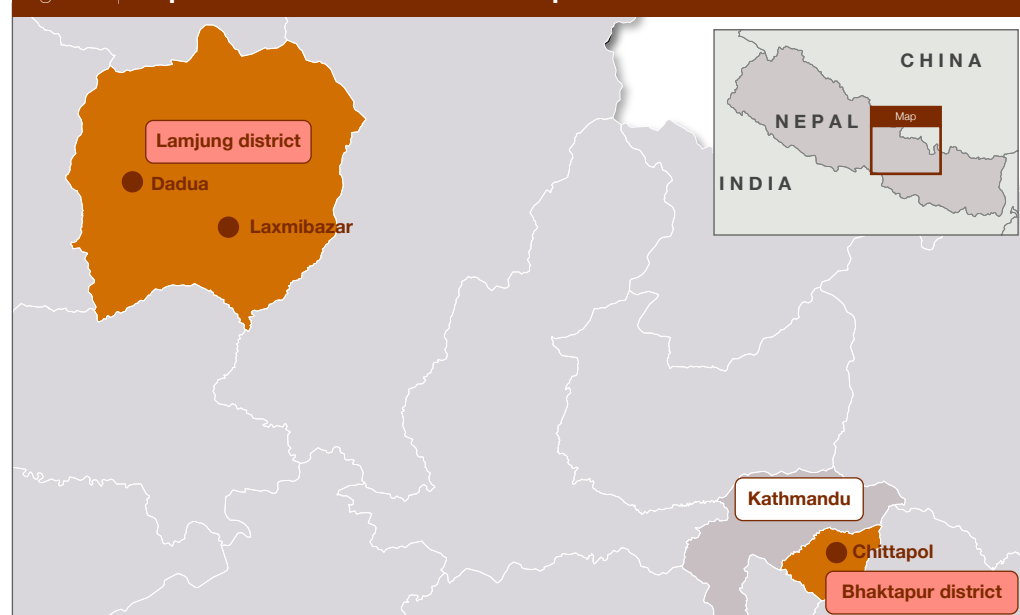 Lamjung district
Dadua
Laxmibazar
CHINA
Map
NEPAL
INDIA
Kathmandu
Chittapol
Bhaktapur district